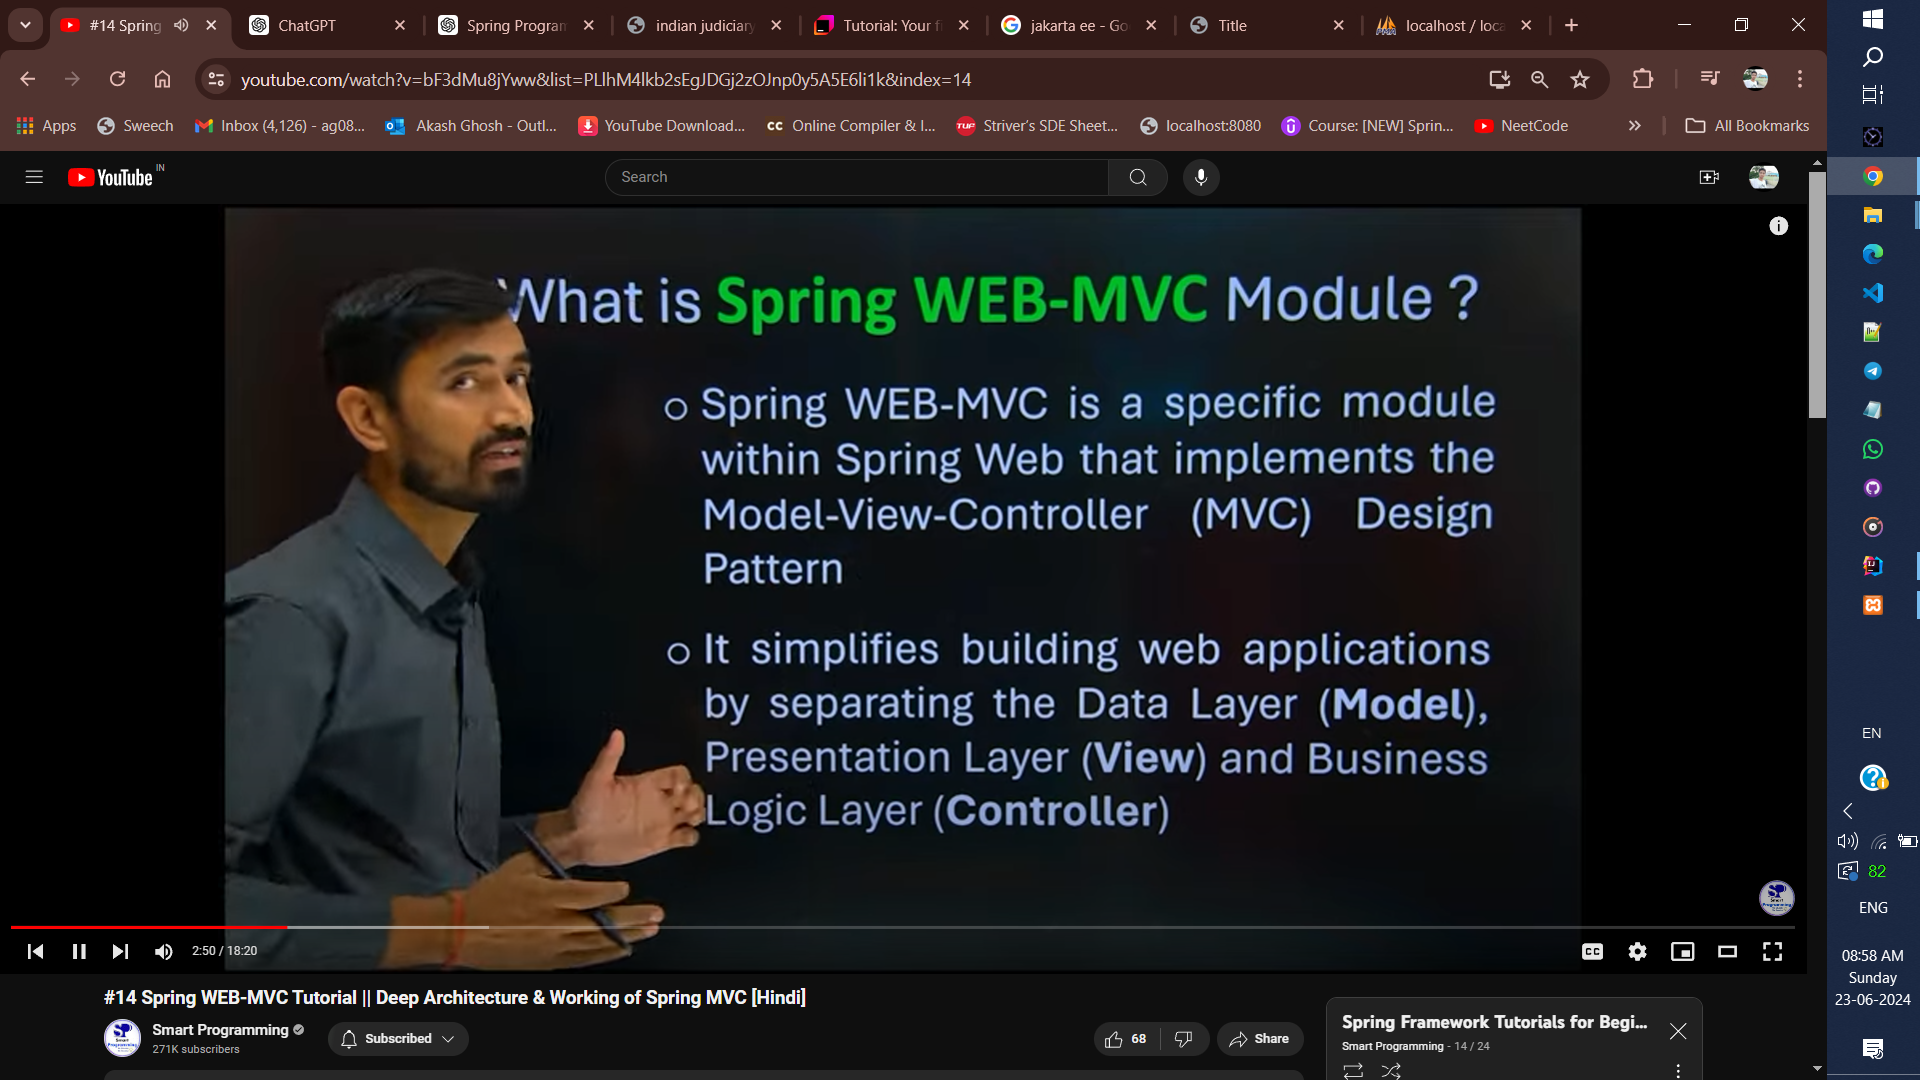 #14 Spring
ChatGPT
Spring Program
indian judiciary
Tutorial: Your fi
jakarta ee - Go
Title
localhost / loca
youtube.com/watch?v=bF3dMu8jYww&list=PLlhM4lkb2sEgJDGj2zOJnp0y5A5E6li1k&index=14
Apps
Sweech
Inbox (4,126) - ag08...
Akash Ghosh - Outl...
YouTube Download...
Online Compiler & I...
Striver's SDE Sheet...
localhost:8080
Course: [NEW] Sprin...
NeetCode
All Bookmarks
YouTube IN
Search
What is Spring WEB-MVC Module ?
Spring WEB-MVC is a specific module
within Spring Web that implements the
Model-View-Controller (MVC) Design
Pattern
It simplifies building web applications
by separating the Data Layer (Model),
Presentation Layer (View) and Business
Logic Layer (Controller)
2:50 / 18:20
CC
#14 Spring WEB-MVC Tutorial || Deep Architecture & Working of Spring MVC [Hindi]
Smart Programming
271K subscribers
Subscribed
68
Share
Spring Framework Tutorials for Begi...
Smart Programming - 14 / 24
EN
82
ENG
08:58 AM
Sunday
23-06-2024